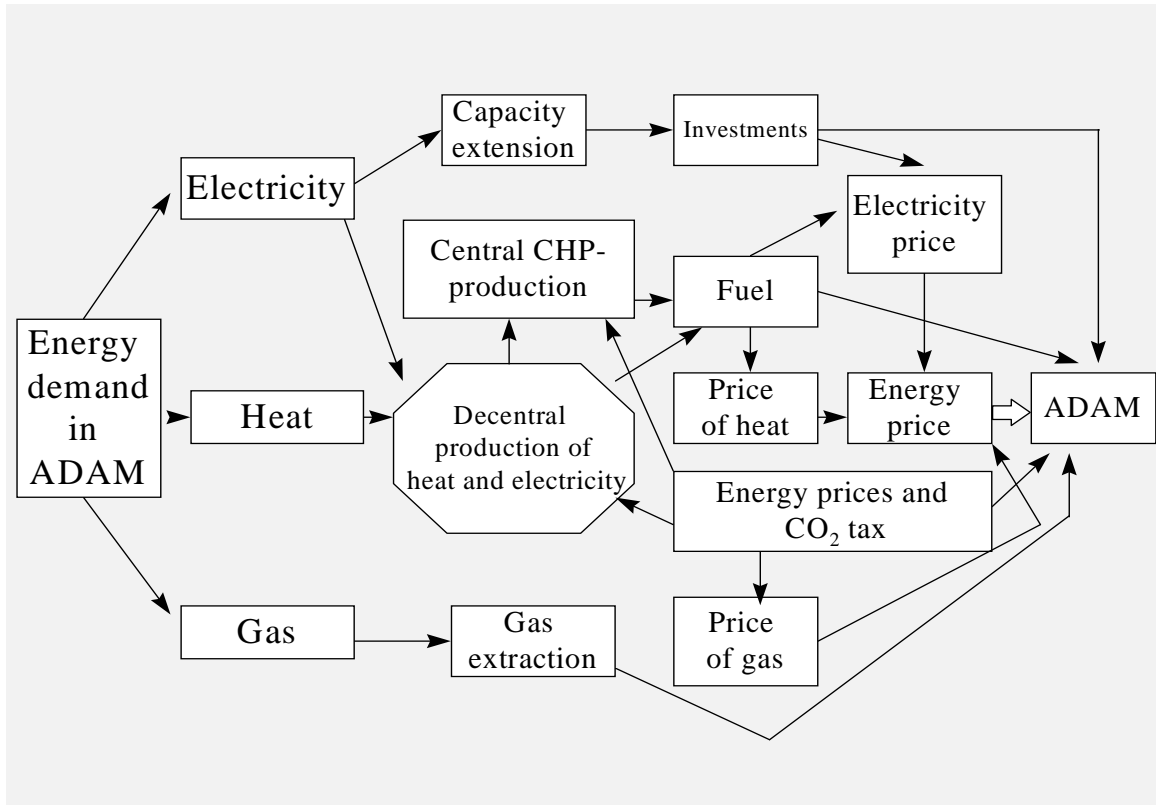 Capacity
extension
Investments
Electricity
Electricity
price
Central CHP-
production
Fuel
Energy
demand
in
ADAM
Heat
Decentral
production of
heat and electricity
Price
of heat
Energy
price
ADAM
Energy prices and
CO₂ tax
Gas
Gas
extraction
Price
of gas